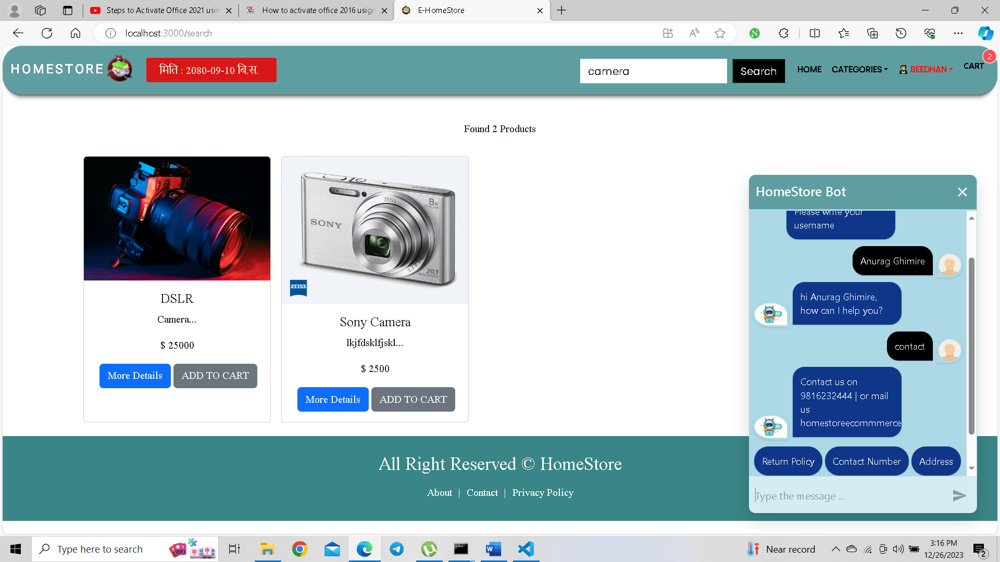 Steps to Activate Office 2021 usin
How to activate office 2016 usign
E-HomeStore
localhost:3000/search
HOMESTORE
मिति : 2080-09-10 बि.स.
camera
Search
HOME
CATEGORIES
BEEDHAN
CART
2
Found 2 Products
Canon
DSLR
Camera...
$ 25000
More Details
ADD TO CART
SONY
ZEISS
8x
20.1
MEGAPIXELS
ZEISS
Sony Camera
lkjfdsklfjskl...
$ 2500
More Details
ADD TO CART
HomeStore Bot
Please write your
username
Anurag Ghimire
hi Anurag Ghimire,
how can I help you?
contact
Contact us on
9816232444 | or mail
us
homestoreecommmerce
Return Policy
Contact Number
Address
Type the message ...
All Right Reserved © HomeStore
About | Contact | Privacy Policy
Type here to search
Near record
3:16 PM
12/26/2023
2